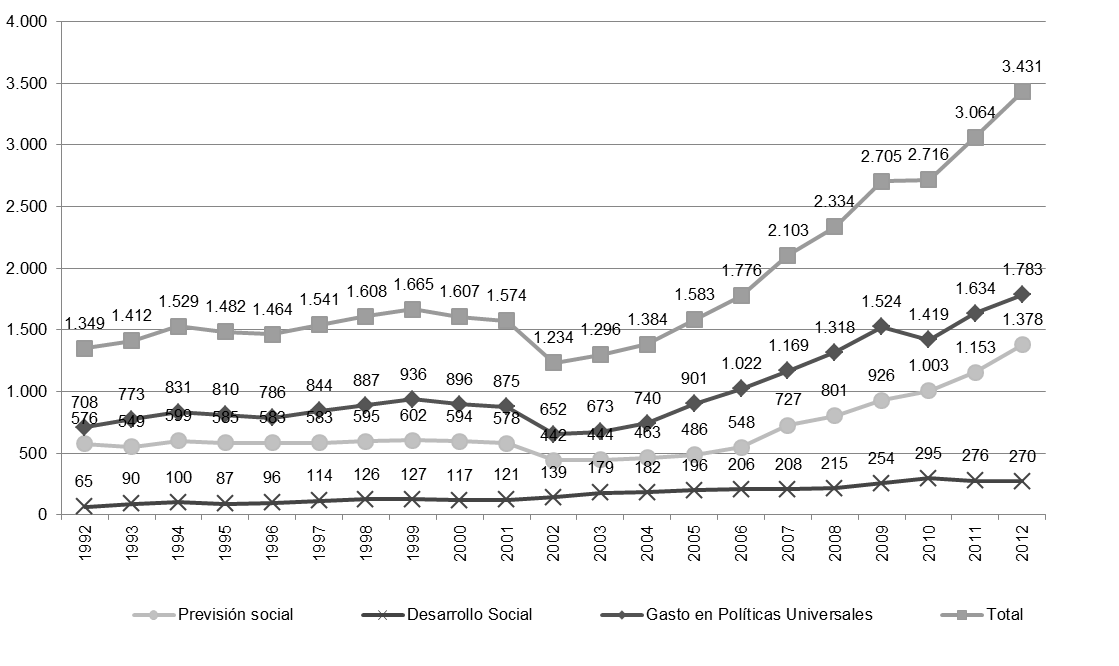 4.000
3.500
3.000
2.500
2.000
1.500
1.000
500
0
1.349 1.412 1.529 1.482 1.464 1.541 1.608 1.665 1.607 1.574 1.234 1.296 1.384 1.583 1.776 2.103 2.334 2.705 2.716 3.064 3.431
708 773 831 810 786 844 887 936 896 875 652 673 740 901 1.022 1.169 1.318 1.524 1.419 1.634 1.783
576 549 599 585 583 583 595 602 594 578 442 444 463 486 548 727 801 926 1.003 1.153 1.378
65 90 100 87 96 114 126 127 117 121 139 179 182 196 206 208 215 254 295 276 270
1992 1993 1994 1995 1996 1997 1998 1999 2000 2001 2002 2003 2004 2005 2006 2007 2008 2009 2010 2011 2012
Previsión social Desarrollo Social Gasto en Políticas Universales Total